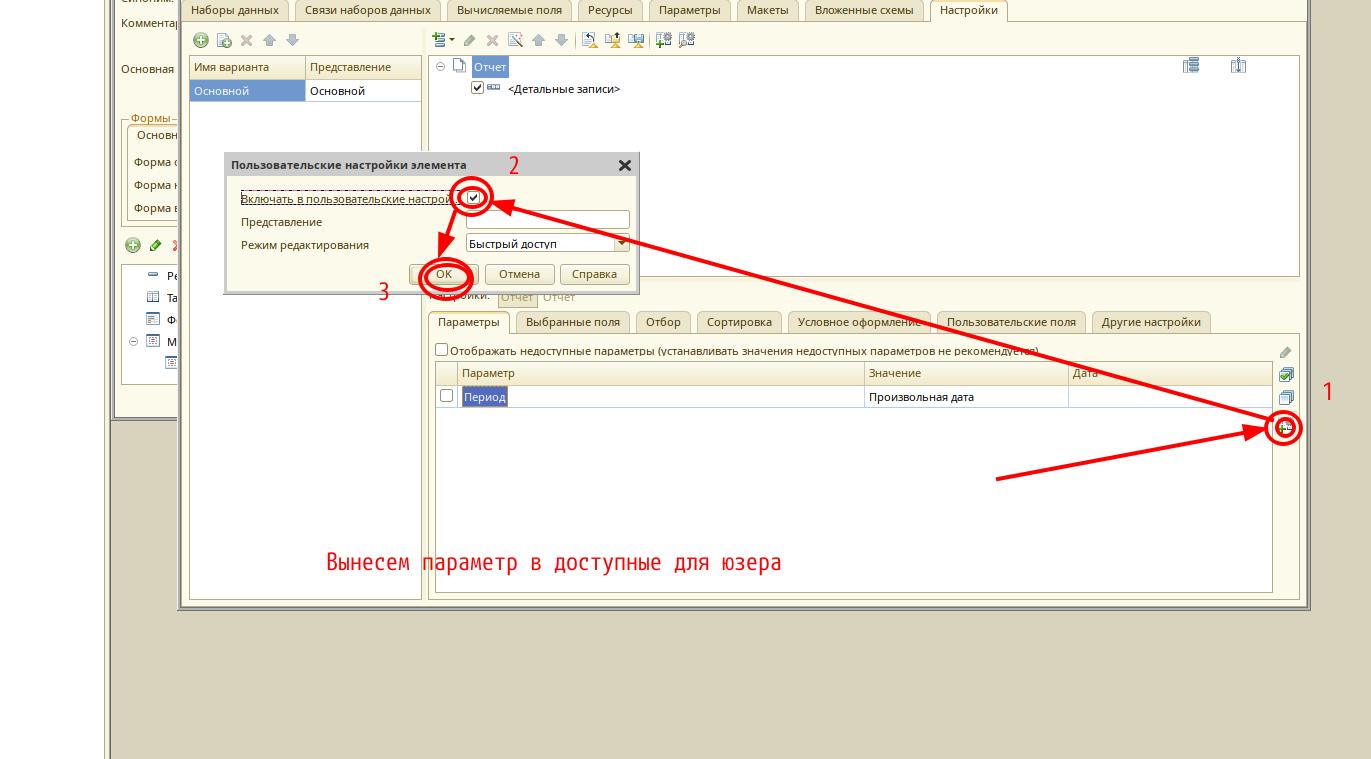 Наборы данных Связи наборов данных Вычисляемые поля Ресурсы Параметры Макеты Вложенные схемы Настройки
Комментар
Имя варианта Представление
Отчет
Основная
Основной Основной
<Детальные записи>
Формы
Основн
Форма
Форма
Форма
Пользовательские настройки элемента
2
Включать в пользовательские настрой
Представление
Режим редактирования Быстрый доступ
OK Отмена Справка
3
Ре
Та
Ф
М
Отчет Отчет
Параметры Выбранные поля Отбор Сортировка Условное оформление Пользовательские поля Другие настройки
Отображать недоступные параметры (устанавливать значения недоступных параметров не рекомендуется)
Параметр Значение Дата
Период Произвольная дата
1
Вынесем параметр в доступные для юзера